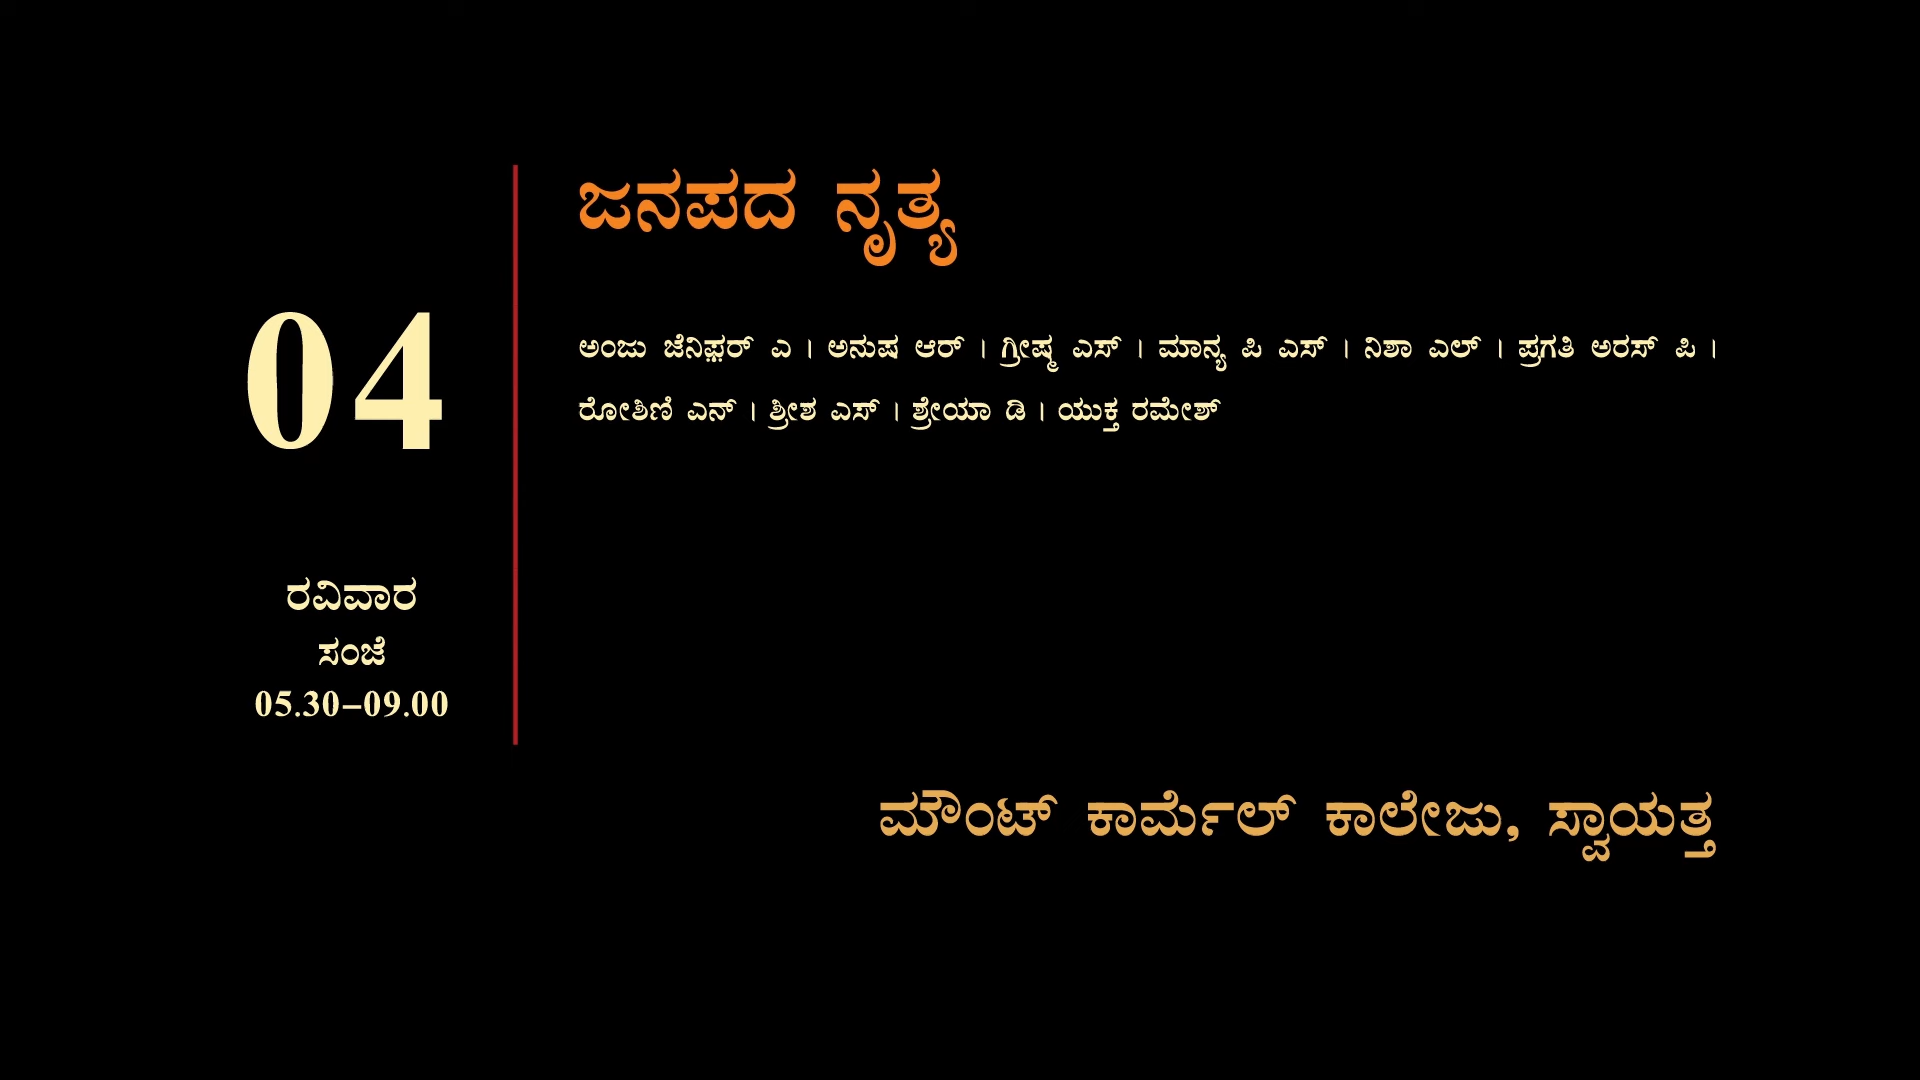 04
ರವಿವಾರ
ಸಂಜೆ
05.30–09.00
ಜನಪದ ನೃತ್ಯ
ಅಂಜು ಜೆನಿಫ಼ರ್ ಎ । ಅನುಷ ಆರ್ । ಗ್ರೀಷ್ಮ ಎಸ್ । ಮಾನ್ಯ ಪಿ ಎಸ್ । ನಿಶಾ ಎಲ್ । ಪ್ರಗತಿ ಅರಸ್ ಪಿ ।
ರೋಶಿಣಿ ಎನ್ । ಶ್ರೀಶ ಎಸ್ । ಶ್ರೇಯಾ ಡಿ । ಯುಕ್ತ ರಮೇಶ್
ಮೌಂಟ್ ಕಾರ್ಮೆಲ್ ಕಾಲೇಜು, ಸ್ವಾಯತ್ತ